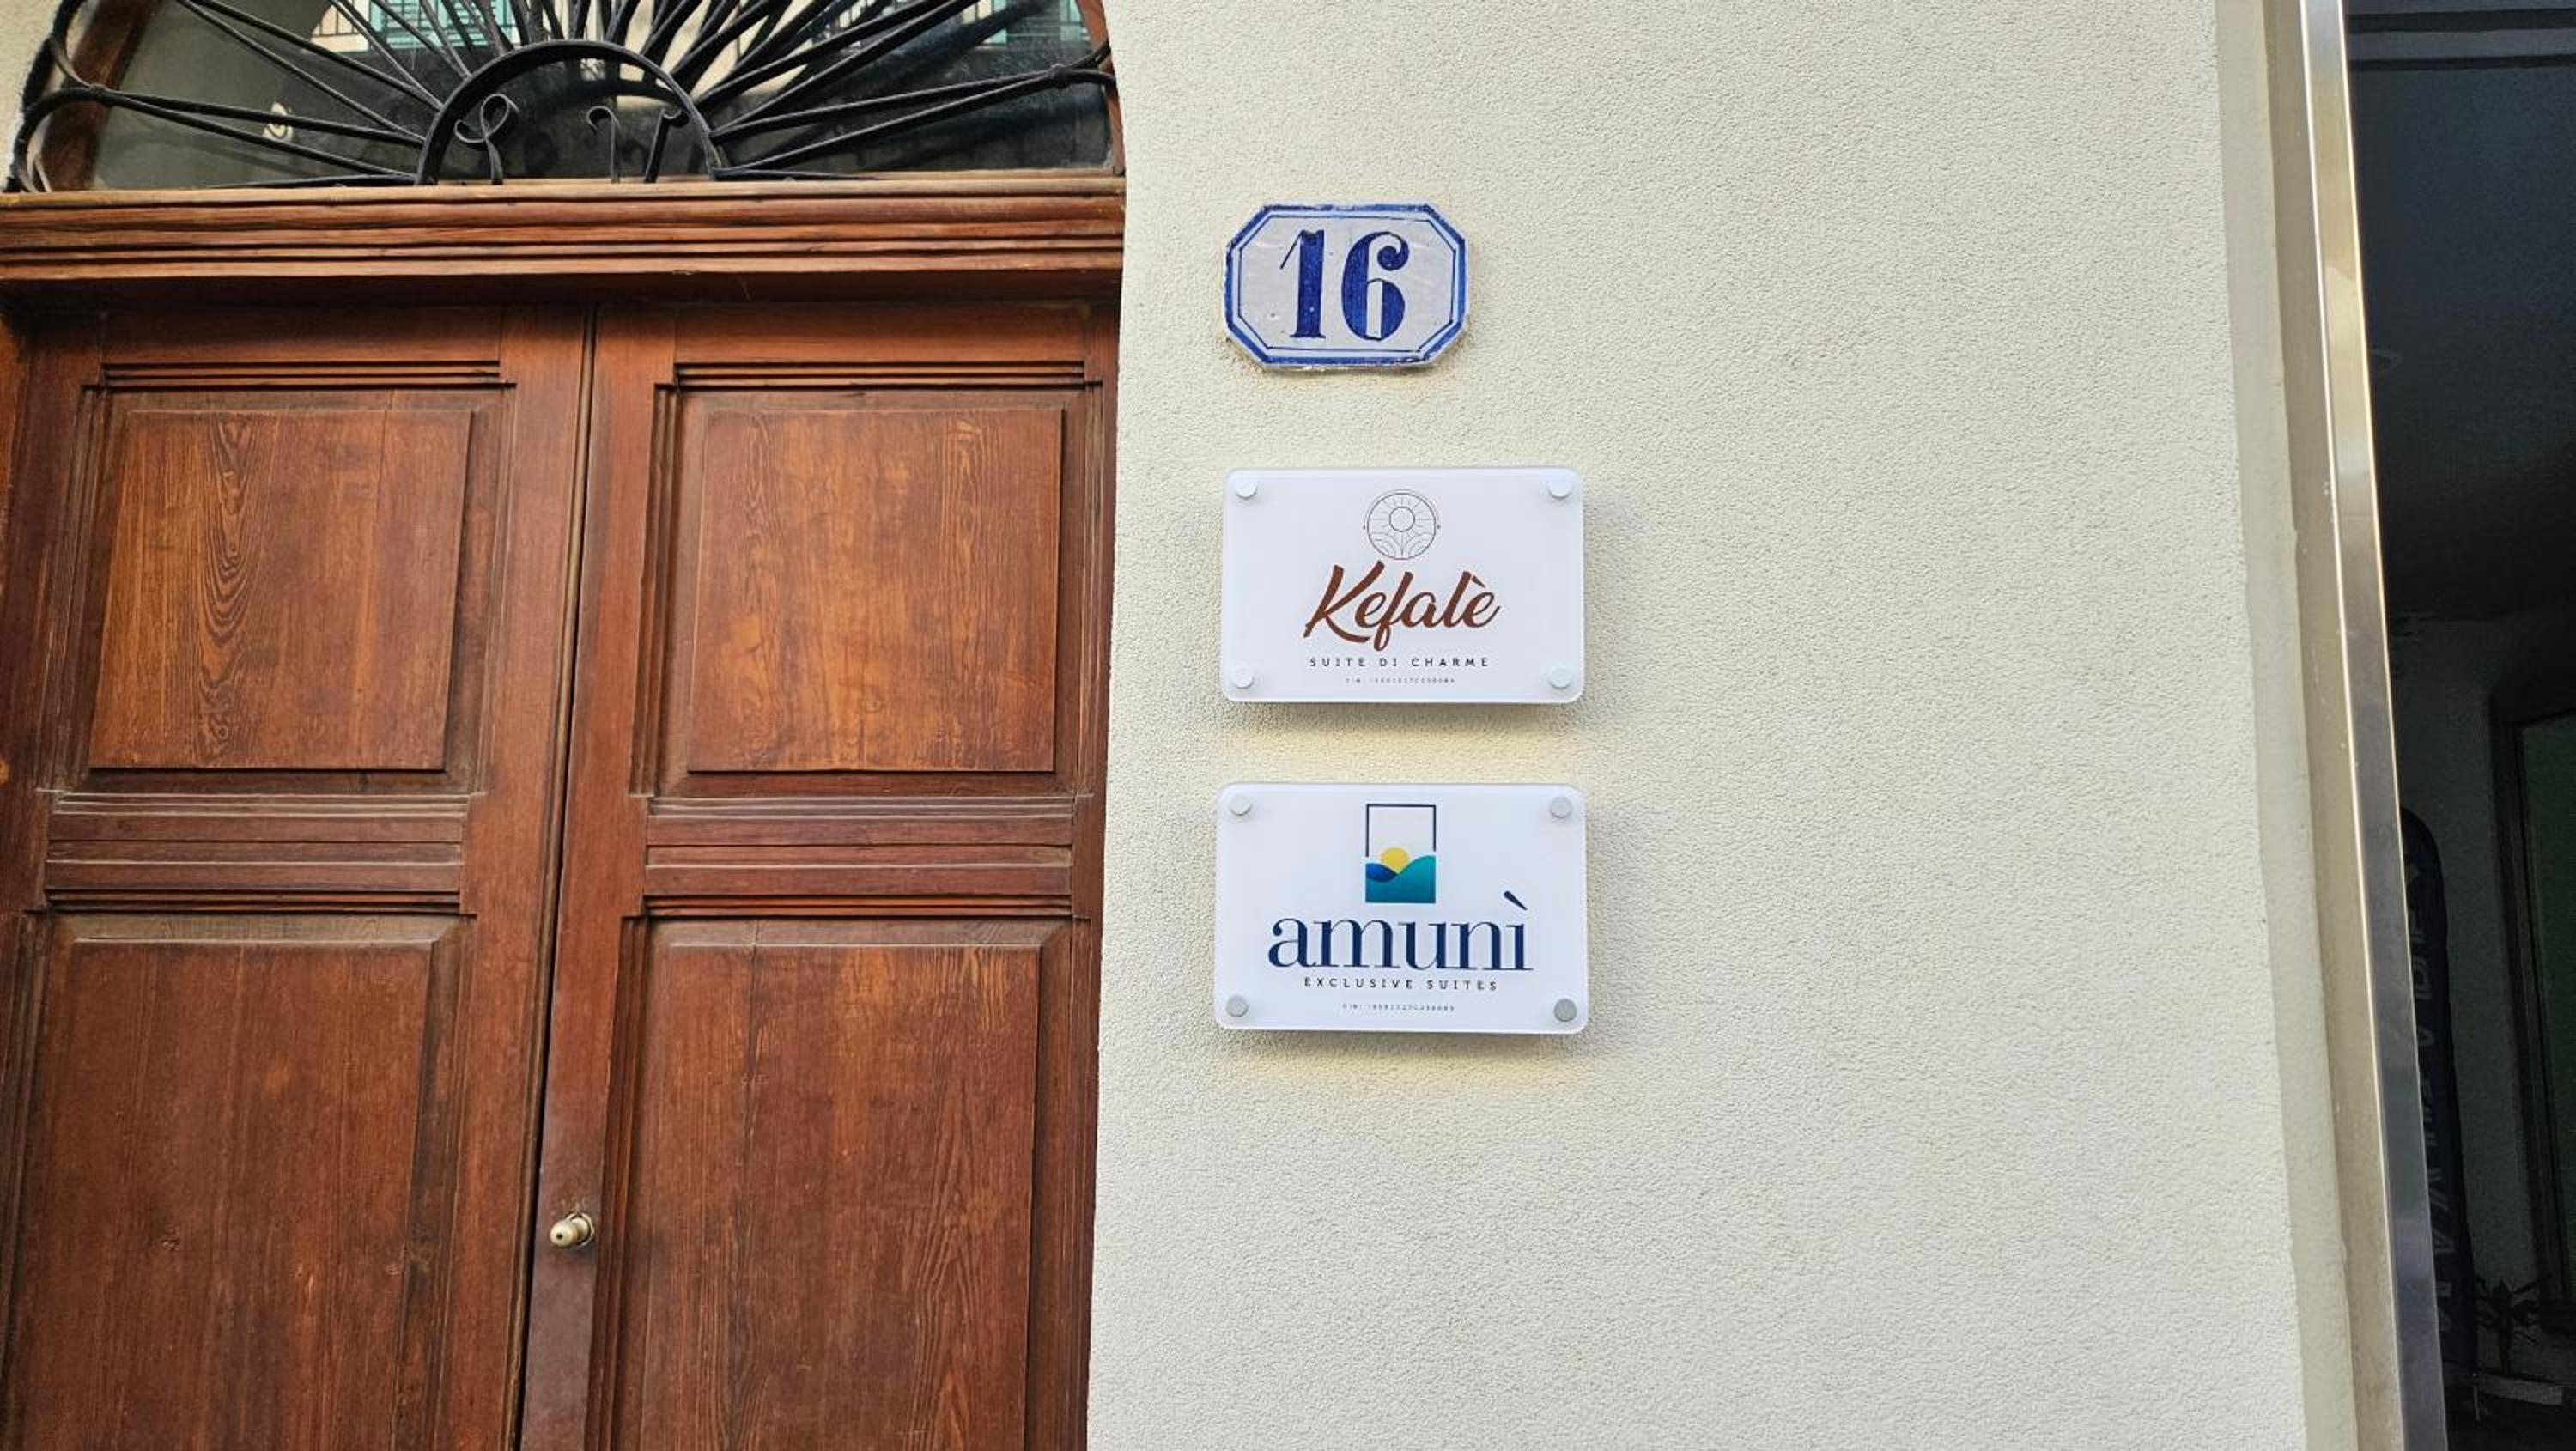 16
Kefalè
SUITE DI CHARME
amunì
EXCLUSIVE SUITES